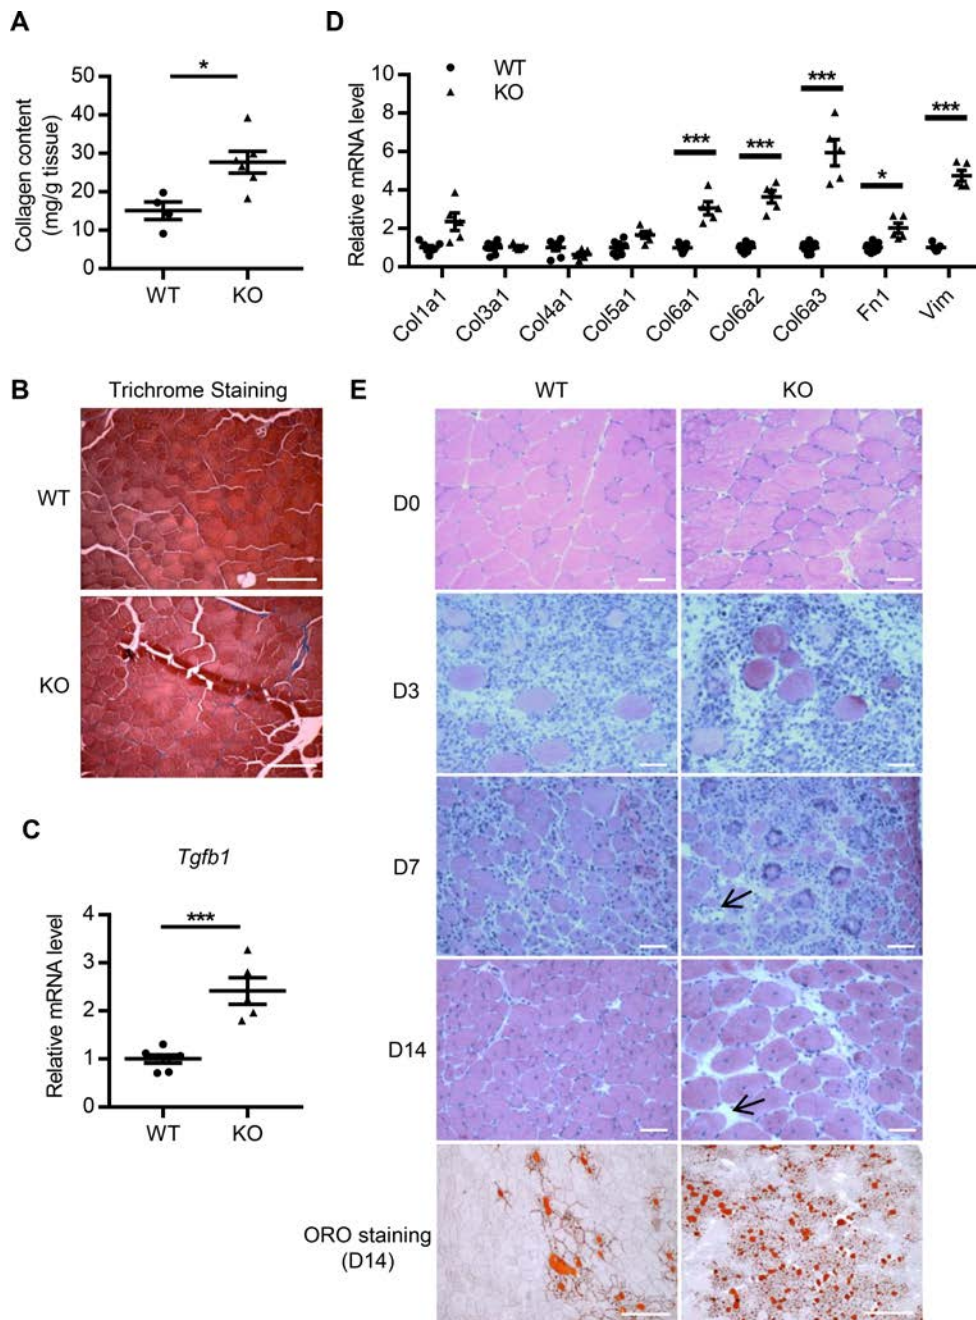 A
*
50
40
30
20
10
0
Collagen content
(mg/g tissue)
WT
KO
D
WT
KO
10
8
6
4
2
0
Relative mRNA level
***
***
***
*
***
Col1a1
Col3a1
Col4a1
Col5a1
Col6a1
Col6a2
Col6a3
Fn1
Vim
B
Trichrome Staining
WT
KO
C
Tgfb1
***
4
3
2
1
0
Relative mRNA level
WT
KO
E
WT
KO
D0
D3
D7
D14
ORO staining
(D14)